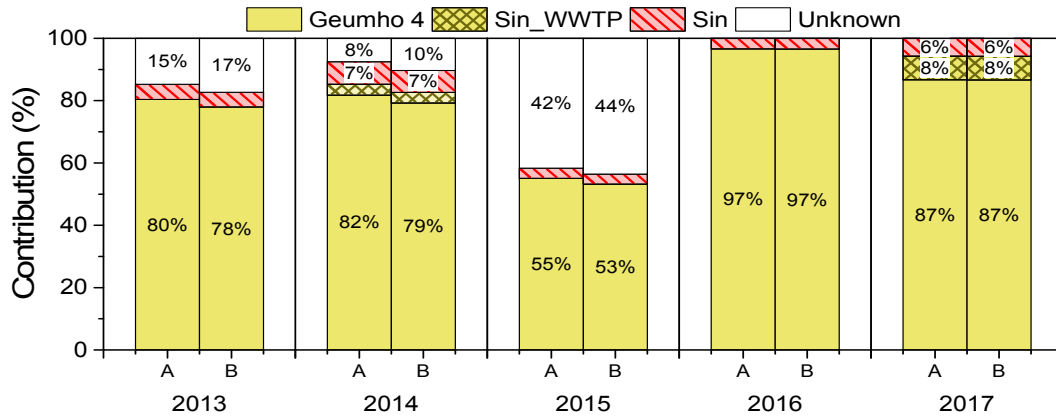 Geumho 4 Sin_WWTP Sin Unknown
Contribution (%)
100
80
60
40
20
0
15% 17% 8% 10% 42% 44% 6% 6%
7% 7% 8% 8%
80% 78% 82% 79% 55% 53% 97% 97% 87% 87%
A B A B A B A B A B
2013 2014 2015 2016 2017